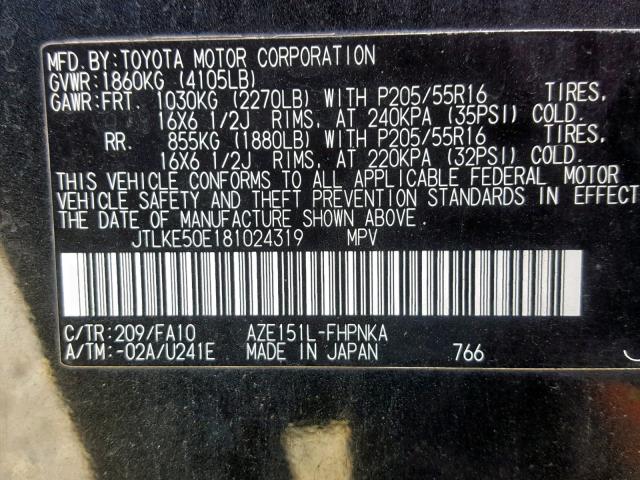 MFD.BY:TOYOTA MOTOR CORPORATION
GVWR:1860KG (4105LB)
GAWR:FRT. 1030KG (2270LB) WITH P205/55R16 TIRES,
16X6 1/2J RIMS, AT 240KPA (35PSI) COLD.
RR. 855KG (1880LB) WITH P205/55R16 TIRES,
16X6 1/2J RIMS, AT 220KPA (32PSI) COLD.
THIS VEHICLE CONFORMS TO ALL APPLICABLE FEDERAL MOTOR
VEHICLE SAFETY AND THEFT PREVENTION STANDARDS IN EFFECT
THE DATE OF MANUFACTURE SHOWN ABOVE.
JTLKE50E181024319 MPV
C/TR:209/FA10 AZE151L-FHPNKA
A/TM:-02A/U241E MADE IN JAPAN 766